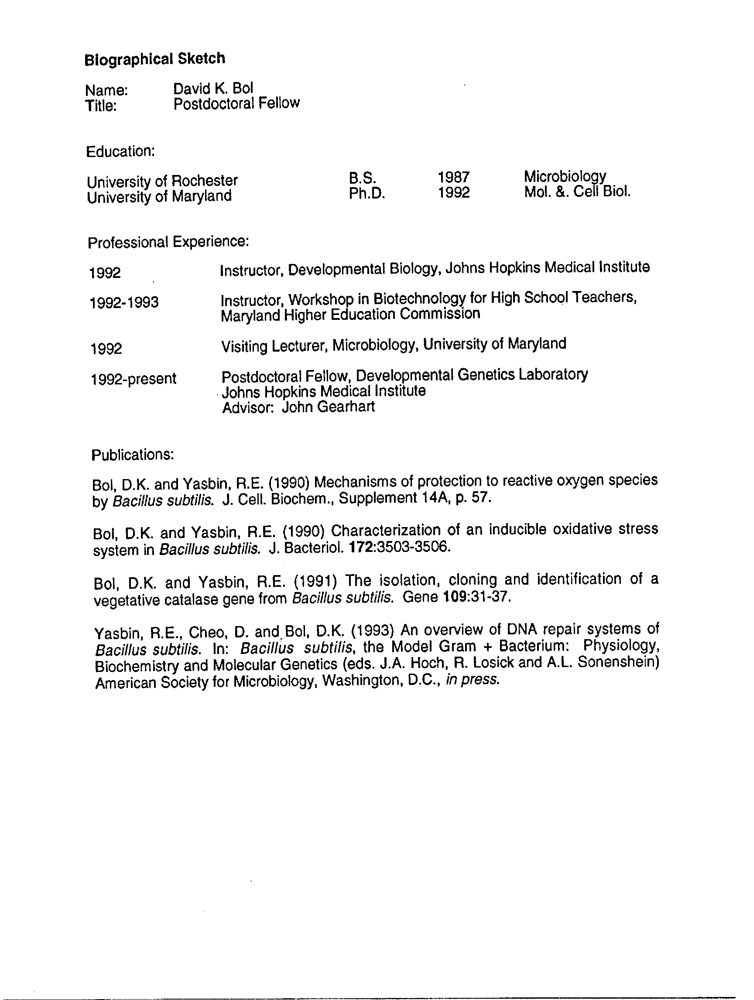 Biographical Sketch
Name: David K. Bol
Title: Postdoctoral Fellow
Education:
University of Rochester B.S. 1987 Microbiology
University of Maryland Ph.D. 1992 Mol. &. Cell Biol.
Professional Experience:
1992 Instructor, Developmental Biology, Johns Hopkins Medical Institute
1992-1993 Instructor, Workshop in Biotechnology for High School Teachers,
Maryland Higher Education Commission
1992 Visiting Lecturer, Microbiology, University of Maryland
1992-present Postdoctoral Fellow, Developmental Genetics Laboratory
Johns Hopkins Medical Institute
Advisor: John Gearhart
Publications:
Bol, D.K. and Yasbin, R.E. (1990) Mechanisms of protection to reactive oxygen species
by Bacillus subtilis. J. Cell. Biochem., Supplement 14A, p. 57.
Bol, D.K. and Yasbin, R.E. (1990) Characterization of an inducible oxidative stress
system in Bacillus subtilis. J. Bacteriol. 172:3503-3506.
Bol, D.K. and Yasbin, R.E. (1991) The isolation, cloning and identification of a
vegetative catalase gene from Bacillus subtilis. Gene 109:31-37.
Yasbin, R.E., Cheo, D. and Bol, D.K. (1993) An overview of DNA repair systems of
Bacillus subtilis. In: Bacillus subtilis, the Model Gram + Bacterium: Physiology,
Biochemistry and Molecular Genetics (eds. J.A. Hoch, R. Losick and A.L. Sonenshein)
American Society for Microbiology, Washington, D.C., in press.